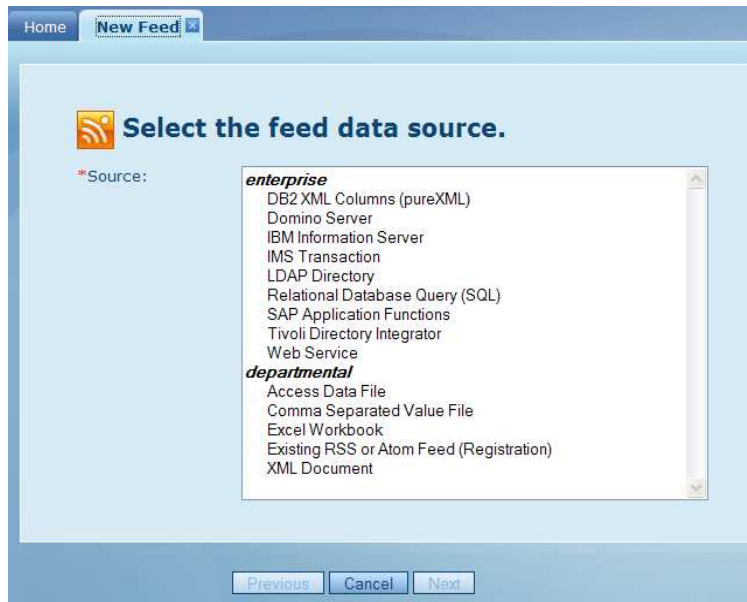 Home New Feed
Select the feed data source.
*Source:
enterprise
DB2 XML Columns (pureXML)
Domino Server
IBM Information Server
IMS Transaction
LDAP Directory
Relational Database Query (SQL)
SAP Application Functions
Tivoli Directory Integrator
Web Service
departmental
Access Data File
Comma Separated Value File
Excel Workbook
Existing RSS or Atom Feed (Registration)
XML Document
Previous Cancel Next